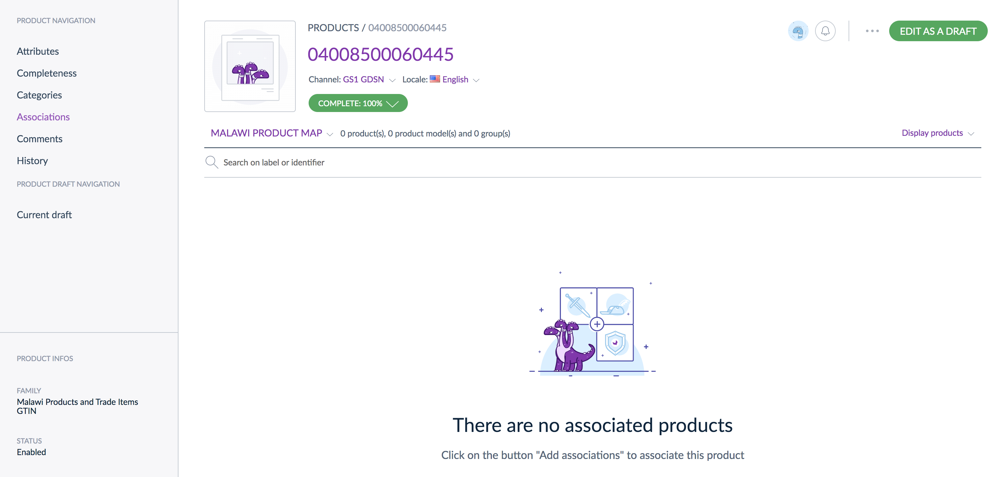 PRODUCT NAVIGATION
Attributes
Completeness
Categories
Associations
Comments
History
PRODUCT DRAFT NAVIGATION
Current draft
PRODUCT INFOS
FAMILY
Malawi Products and Trade Items
GTIN
STATUS
Enabled
PRODUCTS / 04008500060445
04008500060445
Channel: GS1 GDSN Locale: English
COMPLETE: 100%
EDIT AS A DRAFT
MALAWI PRODUCT MAP 0 product(s), 0 product model(s) and 0 group(s)
Display products
Search on label or identifier
There are no associated products
Click on the button "Add associations" to associate this product